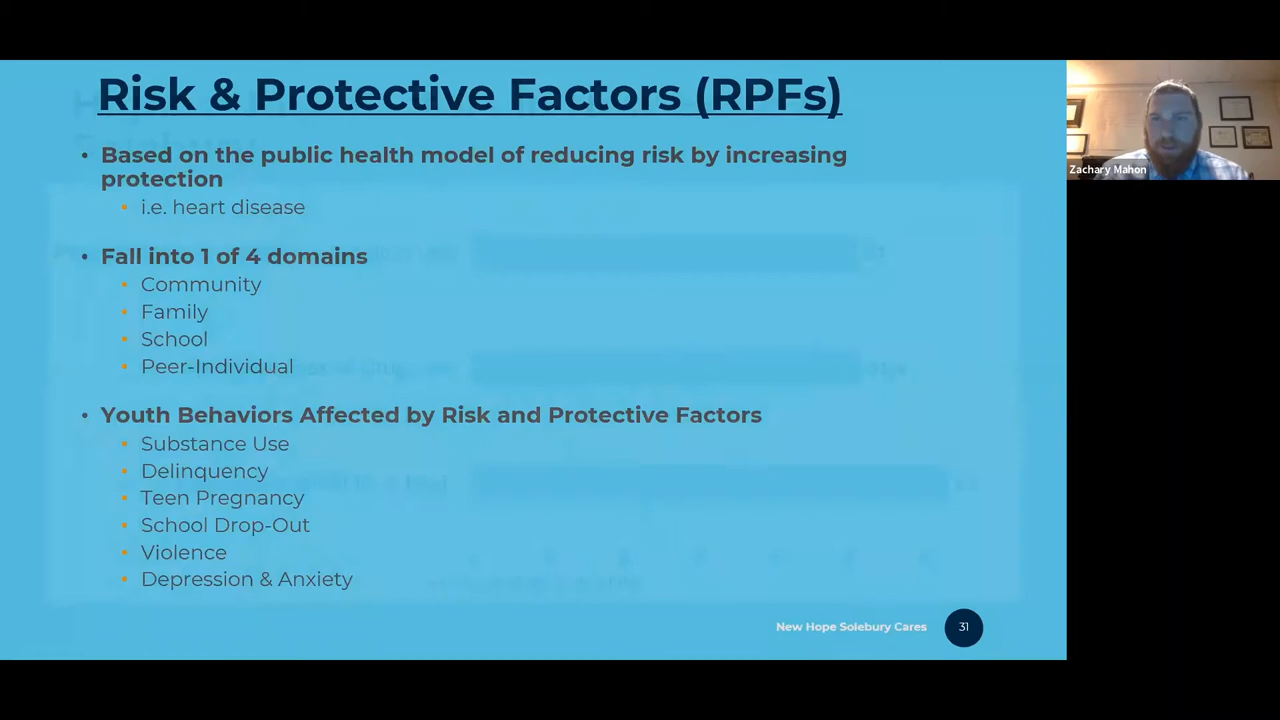 Risk & Protective Factors (RPFs)
• Based on the public health model of reducing risk by increasing
protection
• i.e. heart disease
• Fall into 1 of 4 domains
• Community
• Family
• School
• Peer-Individual
• Youth Behaviors Affected by Risk and Protective Factors
• Substance Use
• Delinquency
• Teen Pregnancy
• School Drop-Out
• Violence
• Depression & Anxiety
New Hope Solebury Cares
31
Zachary Mahon